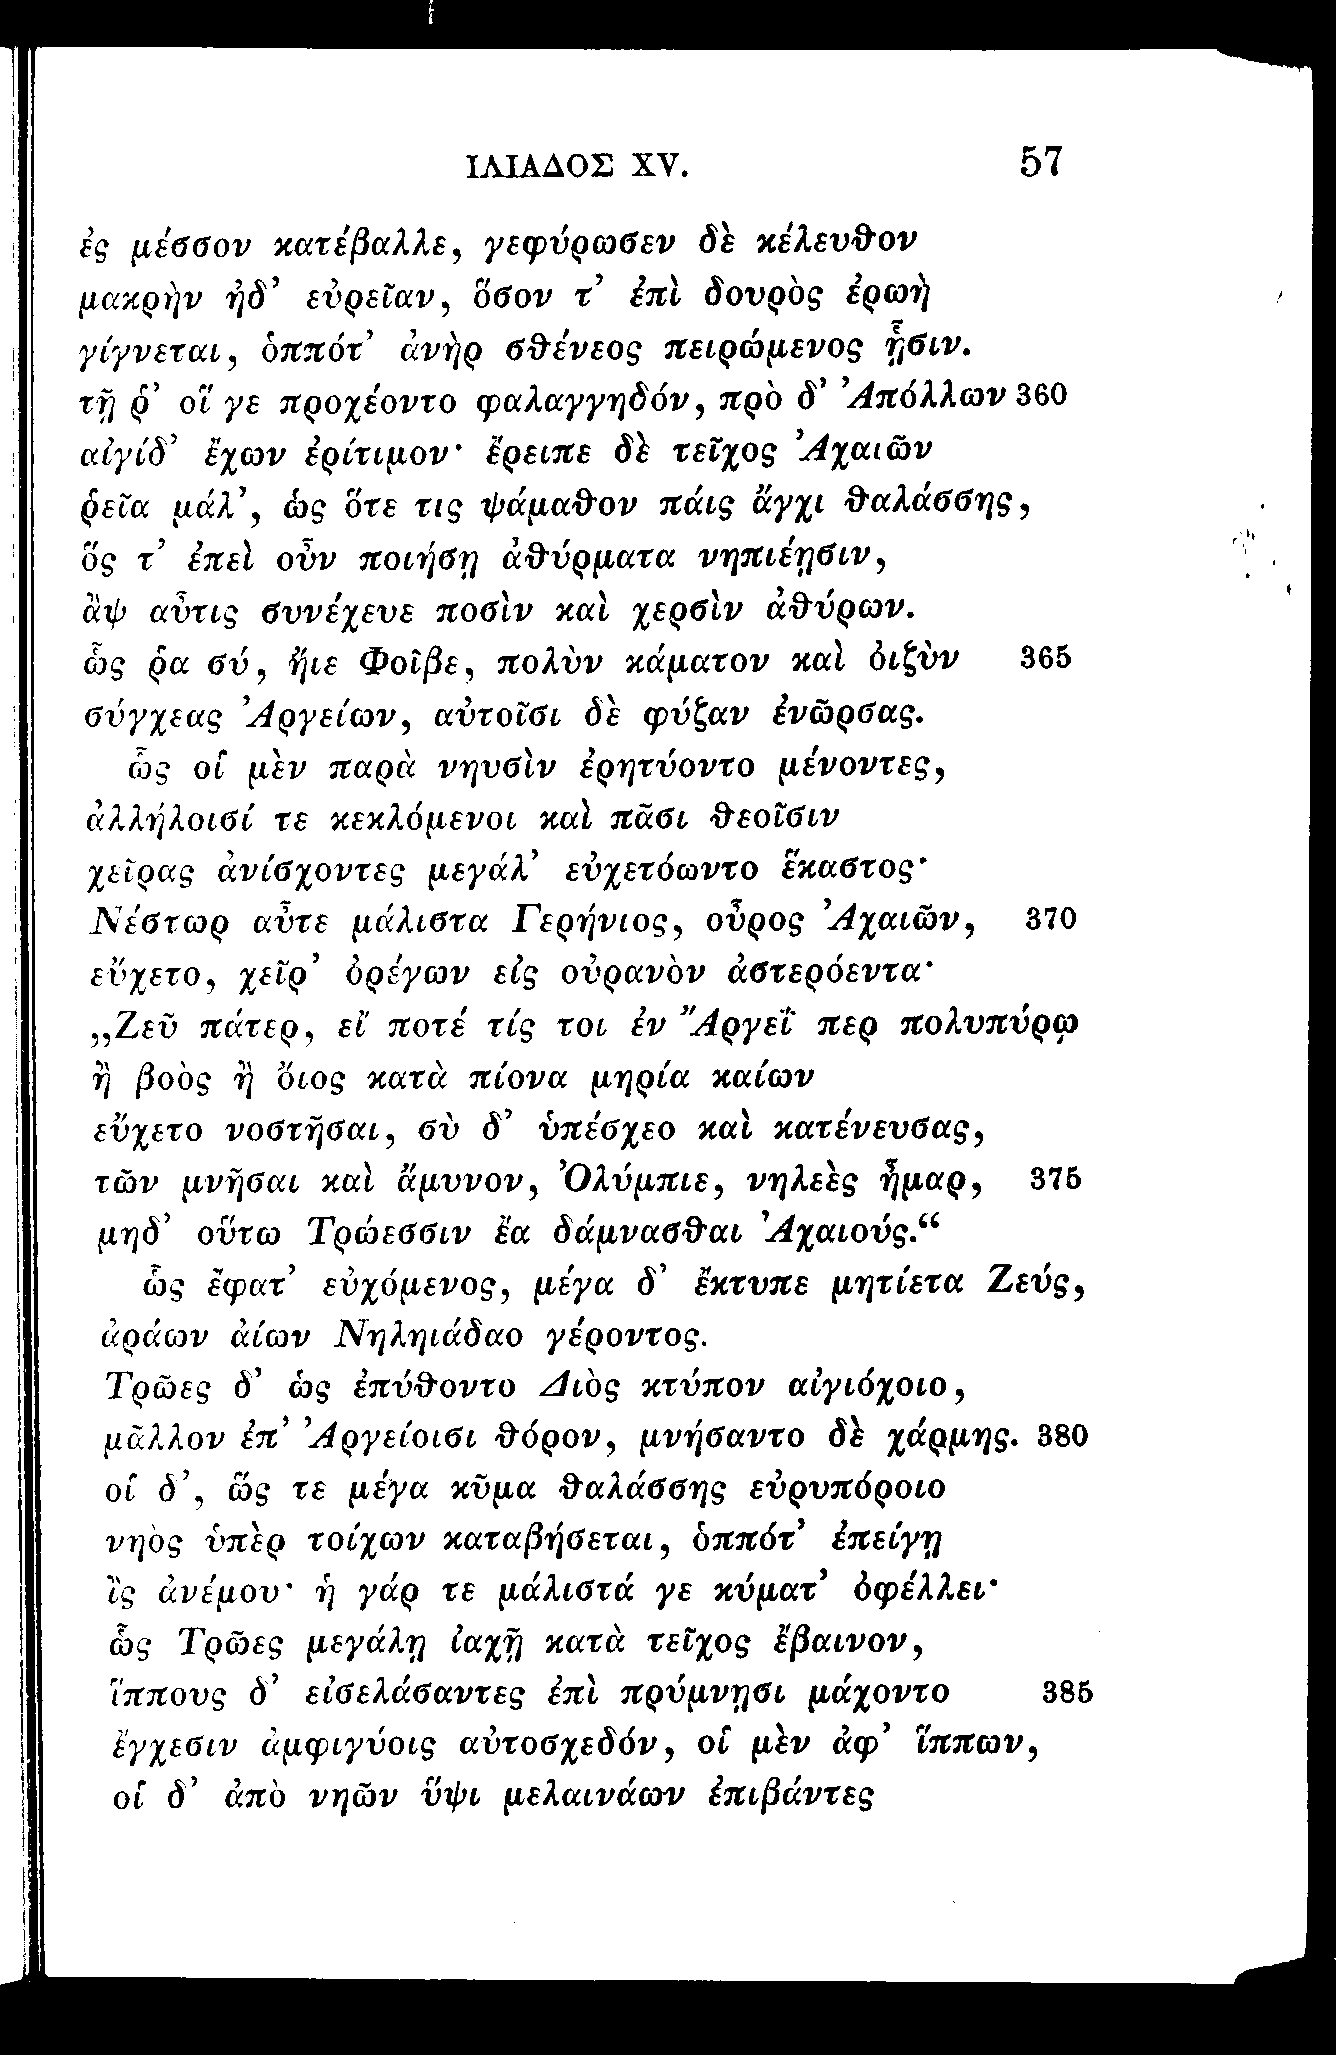 ΙΛΙΑΔΟΣ XV. 57
ἐς μέσσον κατέβαλλε, γεφύρωσεν δὲ κέλευθον
μακρὴν ἠδ’ εὐρεῖαν, ὅσον τ’ ἐπὶ δουρὸς ἐρωὴ
γίγνεται, ὁππότ’ ἀνὴρ σθένεος πειρώμενος ᾗσιν.
τῇ ῥ’ οἵ γε προχέοντο φαλαγγηδόν, πρὸ δ’ Ἀπόλλων 360
αἰγίδ’ ἔχων ἐρίτιμον· ἔρειπε δὲ τεῖχος Ἀχαιῶν
ῥεῖα μάλ’, ὡς ὅτε τις ψάμαθον πάις ἄγχι θαλάσσης,
ὅς τ’ ἐπεὶ οὖν ποιήσῃ ἀθύρματα νηπιέῃσιν,
ἂψ αὖτις συνέχευε ποσὶν καὶ χερσὶν ἀθύρων.
ὧς ῥα σύ, ἤιε Φοῖβε, πολὺν κάματον καὶ ὀιζὺν 365
σύγχεας Ἀργείων, αὐτοῖσι δὲ φύζαν ἐνῶρσας.
ὧς οἱ μὲν παρὰ νηυσὶν ἐρητύοντο μένοντες,
ἀλλήλοισί τε κεκλόμενοι καὶ πᾶσι θεοῖσιν
χεῖρας ἀνίσχοντες μεγάλ’ εὐχετόωντο ἕκαστος·
Νέστωρ αὖτε μάλιστα Γερήνιος, οὖρος Ἀχαιῶν, 370
εὔχετο, χεῖρ’ ὀρέγων εἰς οὐρανὸν ἀστερόεντα·
„Ζεῦ πάτερ, εἴ ποτέ τίς τοι ἐν Ἄργεΐ περ πολυπύρῳ
ἢ βοὸς ἢ ὄιος κατὰ πίονα μηρία καίων
εὔχετο νοστῆσαι, σὺ δ’ ὑπέσχεο καὶ κατένευσας,
τῶν μνῆσαι καὶ ἄμυνον, Ὀλύμπιε, νηλεὲς ἦμαρ, 375
μηδ’ οὕτω Τρώεσσιν ἔα δάμνασθαι Ἀχαιούς.“
ὧς ἔφατ’ εὐχόμενος, μέγα δ’ ἔκτυπε μητίετα Ζεύς,
ἀράων ἀίων Νηληιάδαο γέροντος.
Τρῶες δ’ ὡς ἐπύθοντο Διὸς κτύπον αἰγιόχοιο,
μᾶλλον ἐπ’ Ἀργείοισι θόρον, μνήσαντο δὲ χάρμης. 380
οἱ δ’, ὥς τε μέγα κῦμα θαλάσσης εὐρυπόροιο
νηὸς ὑπὲρ τοίχων καταβήσεται, ὁππότ’ ἐπείγῃ
ἲς ἀνέμου· ἡ γάρ τε μάλιστά γε κύματ’ ὀφέλλει·
ὧς Τρῶες μεγάλῃ ἰαχῇ κατὰ τεῖχος ἔβαινον,
ἵππους δ’ εἰσελάσαντες ἐπὶ πρύμνῃσι μάχοντο 385
ἔγχεσιν ἀμφιγύοις αὐτοσχεδόν, οἱ μὲν ἀφ’ ἵππων,
οἱ δ’ ἀπὸ νηῶν ὕψι μελαινάων ἐπιβάντες